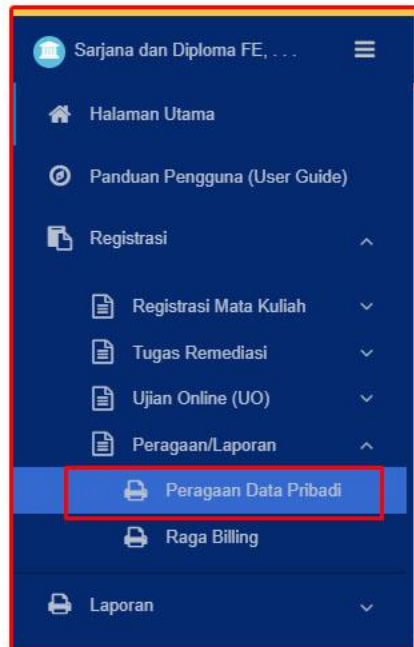 Sarjana dan Diploma FE, . . .
Halaman Utama
Panduan Pengguna (User Guide)
Registrasi
Registrasi Mata Kuliah
Tugas Remediasi
Ujian Online (UO)
Peragaan/Laporan
Peragaan Data Pribadi
Raga Billing
Laporan